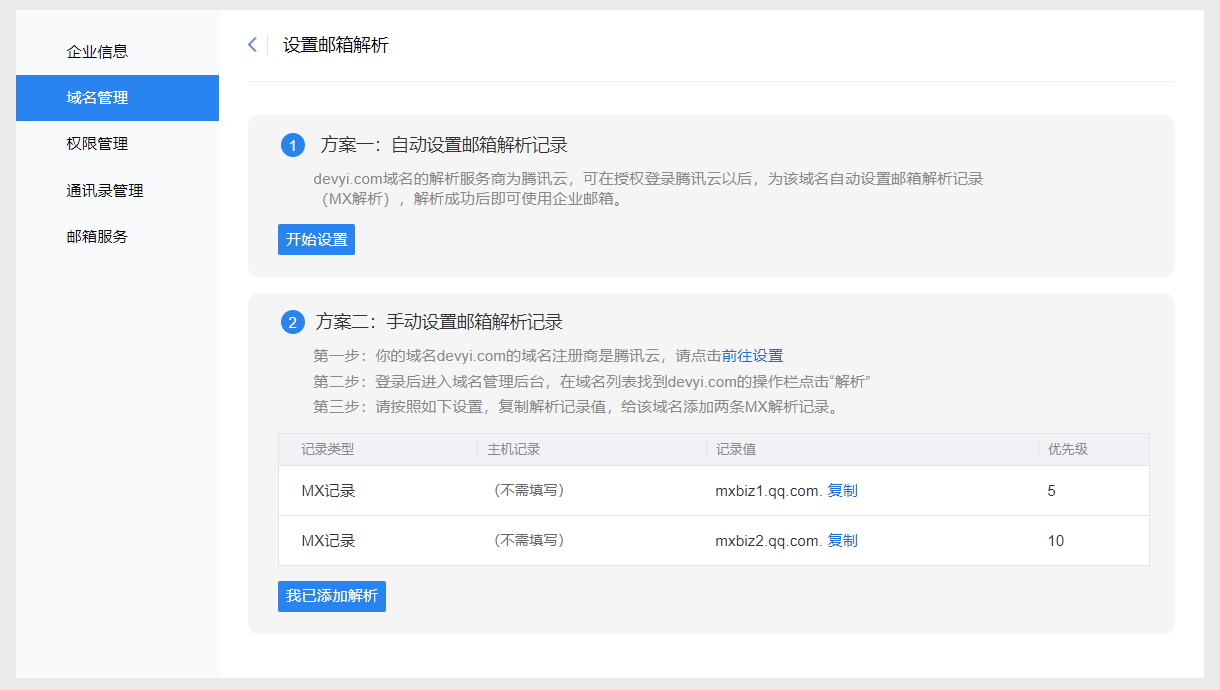 企业信息
域名管理
权限管理
通讯录管理
邮箱服务
设置邮箱解析
1 方案一：自动设置邮箱解析记录
devyi.com域名的解析服务商为腾讯云，可在授权登录腾讯云以后，为该域名自动设置邮箱解析记录
（MX解析），解析成功后即可使用企业邮箱。
开始设置
2 方案二：手动设置邮箱解析记录
第一步：你的域名devyi.com的域名注册商是腾讯云，请点击前往设置
第二步：登录后进入域名管理后台，在域名列表找到devyi.com的操作栏点击“解析”
第三步：请按照如下设置，复制解析记录值，给该域名添加两条MX解析记录。
记录类型 主机记录 记录值 优先级
MX记录 （不需填写） mxbiz1.qq.com. 复制 5
MX记录 （不需填写） mxbiz2.qq.com. 复制 10
我已添加解析